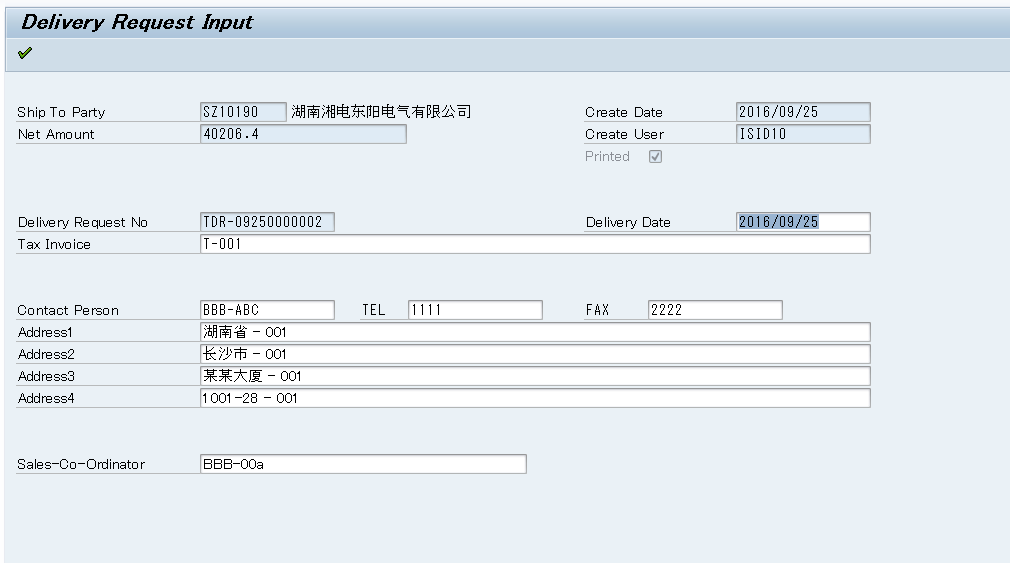 Delivery Request Input
Ship To Party SZ10190 湖南湘电东阳电气有限公司 Create Date 2016/09/25
Net Amount 40206.4 Create User ISID10
Printed
Delivery Request No TDR-09250000002 Delivery Date 2016/09/25
Tax Invoice T-001
Contact Person BBB-ABC TEL 1111 FAX 2222
Address1 湖南省 - 001
Address2 长沙市 - 001
Address3 某某大厦 - 001
Address4 1001-28 - 001
Sales-Co-Ordinator BBB-00a